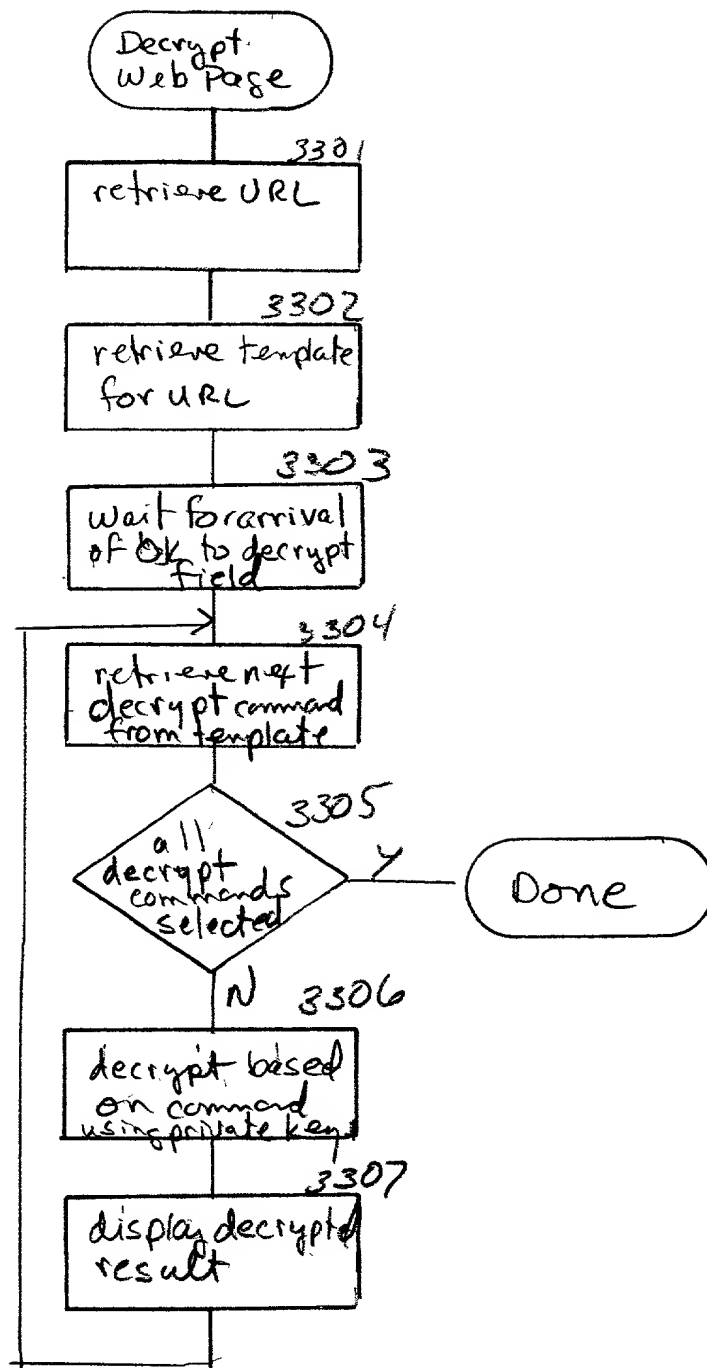 Decrypt
Web Page
3301
retrieve URL
3302
retrieve template
for URL
3303
wait for arrival
of OK to decrypt
field
3304
retrieve next
decrypt command
from template
3305
all
decrypt
commands
selected
Y
Done
N
3306
decrypt based
on command
using private key
3307
display decrypted
result